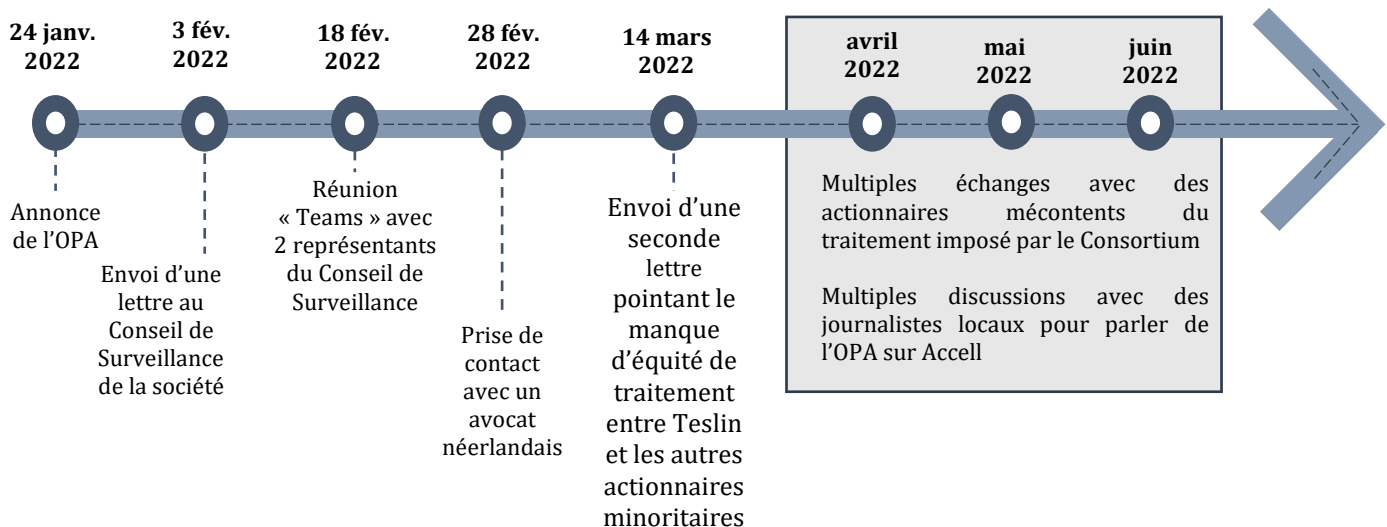 24 janv.
2022
3 fév.
2022
18 fév.
2022
28 fév.
2022
14 mars
2022
avril
2022
mai
2022
juin
2022
Annonce
de l’OPA
Envoi d’une
lettre au
Conseil de
Surveillance
de la société
Réunion
« Teams » avec
2 représentants
du Conseil de
Surveillance
Prise de
contact
avec un
avocat
néerlandais
Envoi d’une
seconde
lettre
pointant le
manque
d’équité de
traitement
entre Teslin
et les autres
actionnaires
minoritaires
Multiples échanges avec des
actionnaires mécontents du
traitement imposé par le Consortium
Multiples discussions avec des
journalistes locaux pour parler de
l’OPA sur Accell